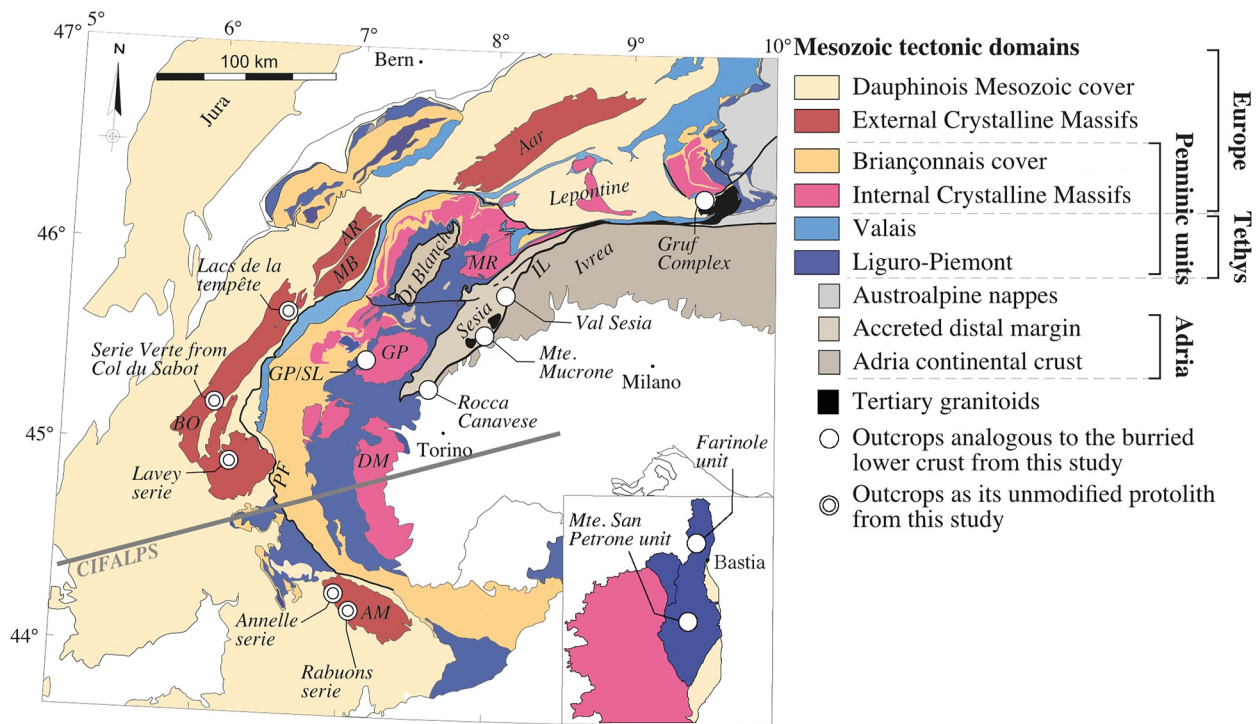 47°
5°
6°
7°
8°
9°
10°
N
100 km
Bern
Jura
Aar
Lepontine
46°
AR
MB
Dt Blanche
MR
IL
Ivrea
Gruf
Complex
Lacs de la
tempête
Sesia
Val Sesia
Serie Verte from
Col du Sabot
GP
GP/SL
Mte.
Mucrone
Milano
BO
Rocca
Canavese
45°
Torino
Lavey
serie
PF
DM
CIFALPS
44°
Annelle
serie
AM
Rabuons
serie
Farinole
unit
Mte. San
Petrone unit
Bastia
Mesozoic tectonic domains
Dauphinois Mesozoic cover
External Crystalline Massifs
Briançonnais cover
Internal Crystalline Massifs
Valais
Liguro-Piemont
Austroalpine nappes
Accreted distal margin
Adria continental crust
Tertiary granitoids
Outcrops analogous to the burried
lower crust from this study
Outcrops as its unmodified protolith
from this study
Penninic units
Europe
Tethys
Adria